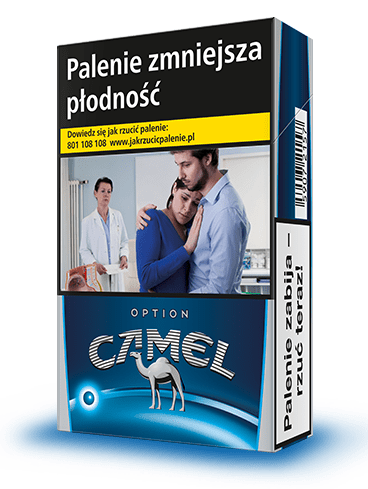 Palenie zmniejsza
płodność
Dowiedz się jak rzucić palenie:
801 108 108 www.jakrzucicpalenie.pl
OPTION
CAMEL
Palenie zabija –
rzuć teraz!